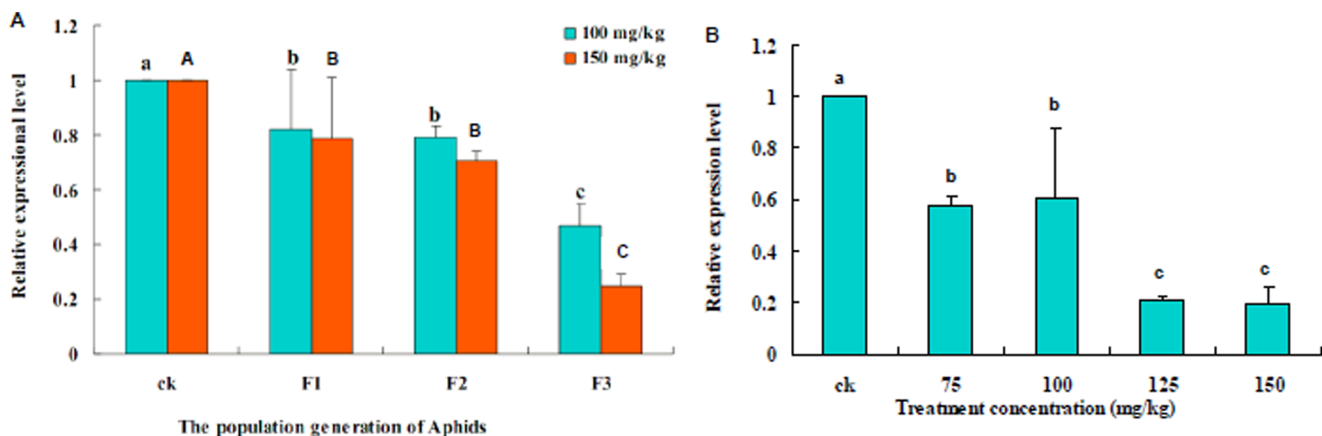 A
1.2
1
0.8
0.6
0.4
0.2
0
Relative expressional level
100 mg/kg
150 mg/kg
a
A
b
B
b
B
c
C
ck
F1
F2
F3
The population generation of Aphids
B
1.2
1
0.8
0.6
0.4
0.2
0
Relative expression level
a
b
b
c
c
ck
75
100
125
150
Treatment concentration (mg/kg)